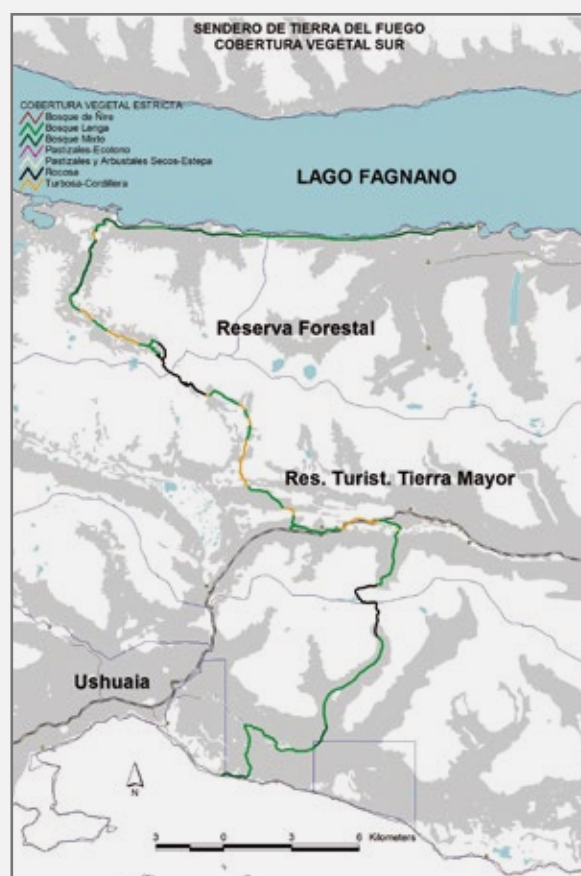 SENDERO DE TIERRA DEL FUEGO
COBERTURA VEGETAL SUR
COBERTURA VEGETAL ESTRICTA
Bosque de Ñire
Bosque Lenga
Bosque Mixto
Pastizales-Ecotono
Pastizales y Arbustales Secos-Estepa
Rocosa
Turbosa-Cordillera
LAGO FAGNANO
Reserva Forestal
Res. Turist. Tierra Mayor
Ushuaia
N
3 0 3 6 Kilometers